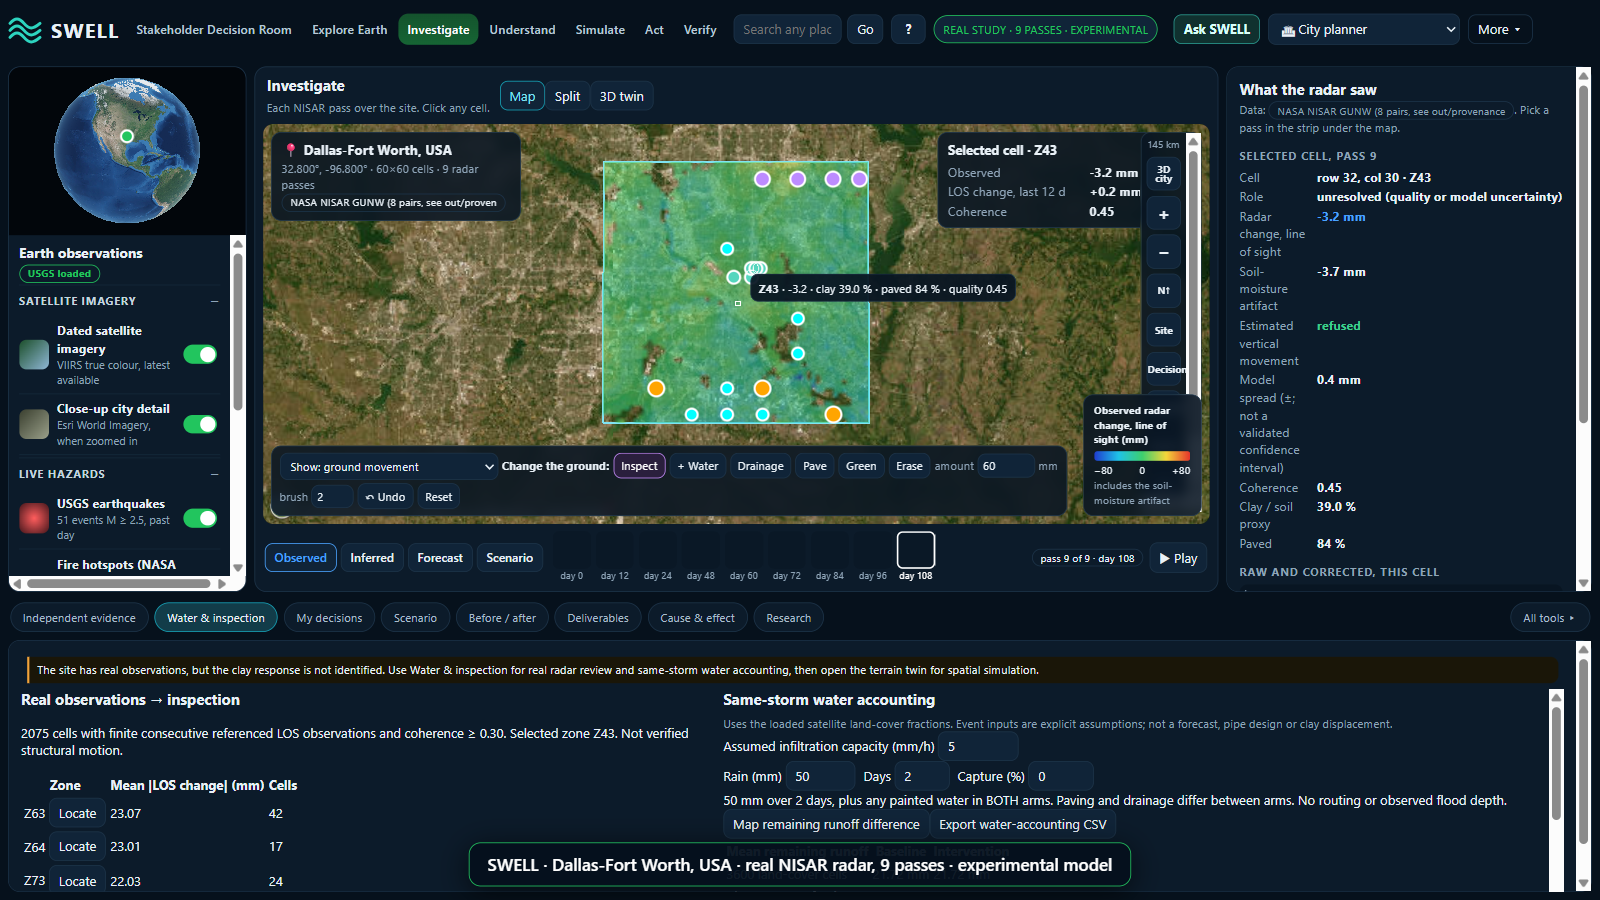 SWELL
Stakeholder Decision Room
Explore Earth
Investigate
Understand
Simulate
Act
Verify
Search any plac
Go
?
REAL STUDY · 9 PASSES · EXPERIMENTAL
Ask SWELL
City planner
More
Earth observations
USGS loaded
SATELLITE IMAGERY
Dated satellite
imagery
VIIRS true colour, latest
available
Close-up city detail
Esri World Imagery,
when zoomed in
LIVE HAZARDS
USGS earthquakes
51 events M ≥ 2.5, past
day
Fire hotspots (NASA
Investigate
Each NISAR pass over the site. Click any cell.
Map
Split
3D twin
Dallas-Fort Worth, USA
32.800°, -96.800° · 60×60 cells · 9 radar
passes
NASA NISAR GUNW (8 pairs, see out/proven
Selected cell · Z43
Observed -3.2 mm
LOS change, last 12 d +0.2 mm
Coherence 0.45
145 km
3D
city
+
−
N↑
Site
Decision
Z43 · -3.2 · clay 39.0 % · paved 84 % · quality 0.45
Observed radar
change, line of
sight (mm)
−80 0 +80
includes the soil-
moisture artifact
Show: ground movement
Change the ground:
Inspect
+ Water
Drainage
Pave
Green
Erase
amount 60 mm
brush 2
↶ Undo
Reset
Observed
Inferred
Forecast
Scenario
day 0
day 12
day 24
day 48
day 60
day 72
day 84
day 96
day 108
pass 9 of 9 · day 108
▶ Play
What the radar saw
Data: NASA NISAR GUNW (8 pairs, see out/provenance . Pick a
pass in the strip under the map.
SELECTED CELL, PASS 9
Cell row 32, col 30 · Z43
Role unresolved (quality or model uncertainty)
Radar -3.2 mm
change, line
of sight
Soil- -3.7 mm
moisture
artifact
Estimated refused
vertical
movement
Model 0.4 mm
spread (±;
not a
validated
confidence
interval)
Coherence 0.45
Clay / soil 39.0 %
proxy
Paved 84 %
RAW AND CORRECTED, THIS CELL
Independent evidence
Water & inspection
My decisions
Scenario
Before / after
Deliverables
Cause & effect
Research
All tools ▸
The site has real observations, but the clay response is not identified. Use Water & inspection for real radar review and same-storm water accounting, then open the terrain twin for spatial simulation.
Real observations → inspection
2075 cells with finite consecutive referenced LOS observations and coherence ≥ 0.30. Selected zone Z43. Not verified
structural motion.
Zone Mean |LOS change| (mm) Cells
Z63 Locate 23.07 42
Z64 Locate 23.01 17
Z73 Locate 22.03 24
Same-storm water accounting
Uses the loaded satellite land-cover fractions. Event inputs are explicit assumptions; not a forecast, pipe design or clay displacement.
Assumed infiltration capacity (mm/h) 5
Rain (mm) 50 Days 2 Capture (%) 0
50 mm over 2 days, plus any painted water in BOTH arms. Paving and drainage differ between arms. No routing or observed flood depth.
Map remaining runoff difference
Export water-accounting CSV
Mean remaining runoff Baseline Intervention
SWELL · Dallas-Fort Worth, USA · real NISAR radar, 9 passes · experimental model